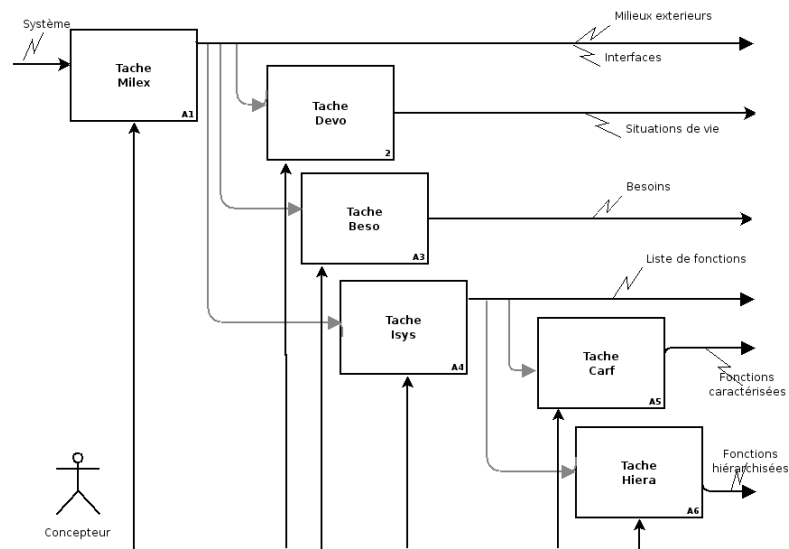 Système
Milieux exterieurs
Interfaces
Tache
Milex
A1
Tache
Devo
2
Situations de vie
Tache
Beso
A3
Besoins
Tache
Isys
A4
Liste de fonctions
Tache
Carf
A5
Fonctions
caractérisées
Tache
Hiera
A6
Fonctions
hiérarchisées
Concepteur